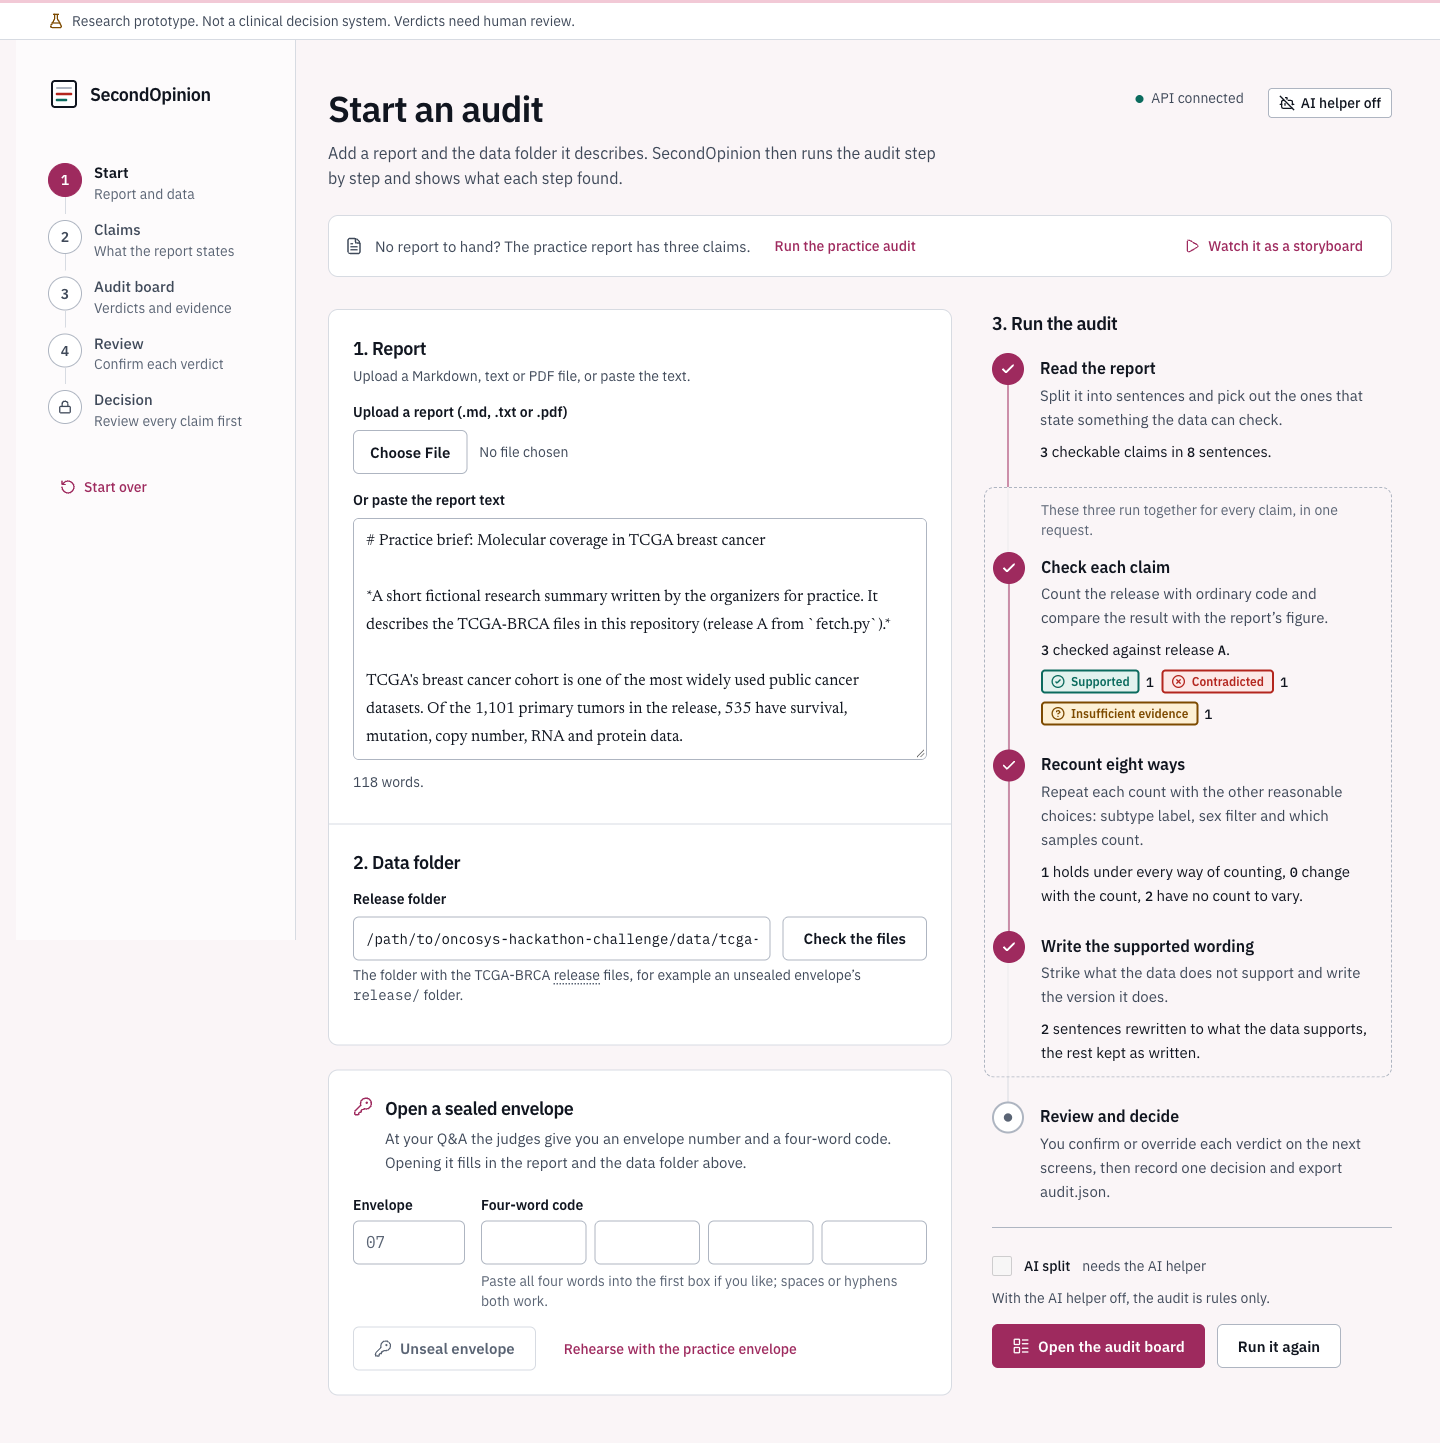 Research prototype. Not a clinical decision system. Verdicts need human review.
SecondOpinion
1
Start
Report and data
2
Claims
What the report states
3
Audit board
Verdicts and evidence
4
Review
Confirm each verdict
Decision
Review every claim first
Start over
Start an audit
API connected
AI helper off
Add a report and the data folder it describes. SecondOpinion then runs the audit step
by step and shows what each step found.
No report to hand? The practice report has three claims.
Run the practice audit
Watch it as a storyboard
1. Report
Upload a Markdown, text or PDF file, or paste the text.
Upload a report (.md, .txt or .pdf)
Choose File
No file chosen
Or paste the report text
# Practice brief: Molecular coverage in TCGA breast cancer
*A short fictional research summary written by the organizers for practice. It
describes the TCGA-BRCA files in this repository (release A from `fetch.py`).*
TCGA's breast cancer cohort is one of the most widely used public cancer
datasets. Of the 1,101 primary tumors in the release, 535 have survival,
mutation, copy number, RNA and protein data.
118 words.
2. Data folder
Release folder
/path/to/oncosys-hackathon-challenge/data/tcga-
Check the files
The folder with the TCGA-BRCA release files, for example an unsealed envelope's
release/ folder.
Open a sealed envelope
At your Q&A the judges give you an envelope number and a four-word code.
Opening it fills in the report and the data folder above.
Envelope
Four-word code
07
Paste all four words into the first box if you like; spaces or hyphens
both work.
Unseal envelope
Rehearse with the practice envelope
3. Run the audit
Read the report
Split it into sentences and pick out the ones that
state something the data can check.
3 checkable claims in 8 sentences.
These three run together for every claim, in one
request.
Check each claim
Count the release with ordinary code and
compare the result with the report's figure.
3 checked against release A.
Supported 1 Contradicted 1
Insufficient evidence 1
Recount eight ways
Repeat each count with the other reasonable
choices: subtype label, sex filter and which
samples count.
1 holds under every way of counting, 0 change
with the count, 2 have no count to vary.
Write the supported wording
Strike what the data does not support and write
the version it does.
2 sentences rewritten to what the data supports,
the rest kept as written.
Review and decide
You confirm or override each verdict on the next
screens, then record one decision and export
audit.json.
AI split needs the AI helper
With the AI helper off, the audit is rules only.
Open the audit board
Run it again